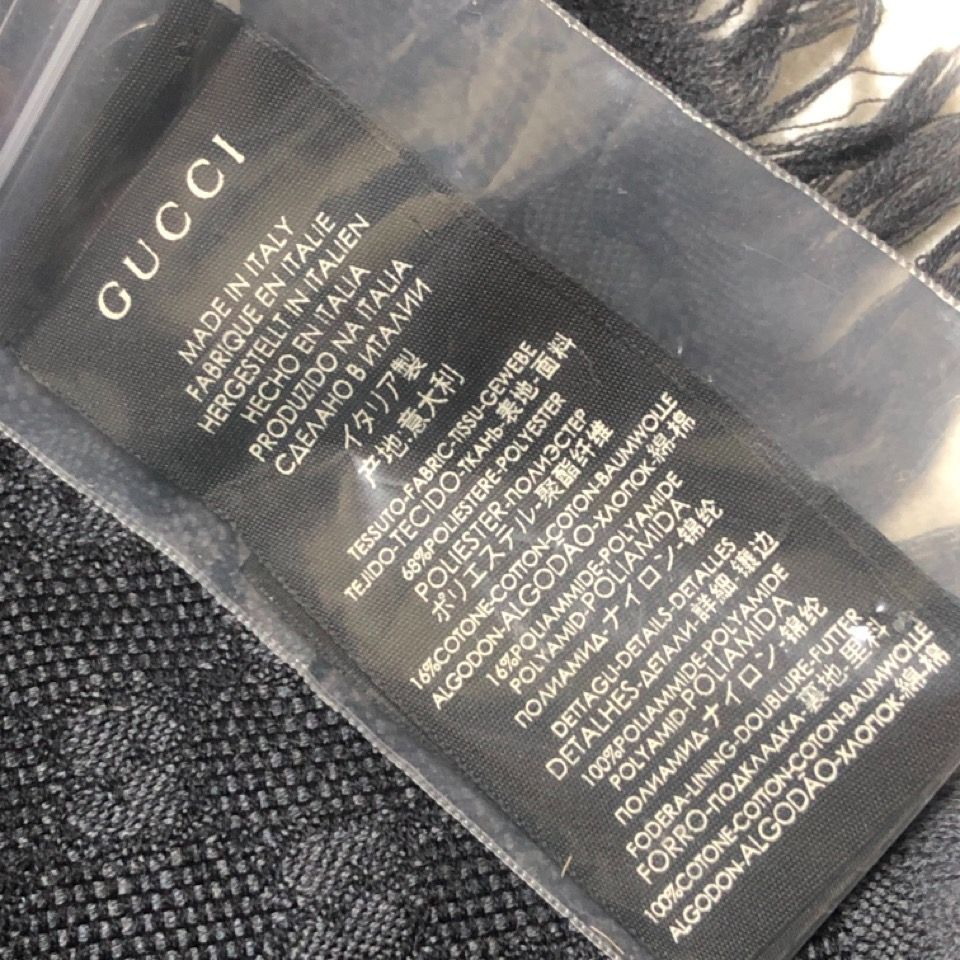 GUCCI
MADE IN ITALY
FABRIQUE EN ITALIE
HERGESTELLT IN ITALIEN
HECHO EN ITALIA
PRODUZIDO NA ITALIA
СДЕЛАНО В ИТАЛИИ
イタリア製
产地:意大利
TESSUTO-FABRIC-TISSU-GEWEBE
TEJIDO-TECIDO-ТКАНЬ-裏地-面料
68%POLIESTERE-POLYESTER
POLIESTER-ПОЛИЭСТЕР
ポリエステル-聚酯纤维
16%COTONE-COTTON-COTON-BAUMWOLLE
ALGODON-ALGODÃO-ХЛОПОК-綿-棉
16%POLIAMMIDE-POLYAMIDE
POLYAMID-POLIAMIDA
ПОЛИАМИД-ナイロン-锦纶
DETTAGLI-DETAILS-DETALLES
DETALHES-ДЕТАЛИ-詳細-镶边
100%POLIAMMIDE-POLYAMIDE
POLYAMID-POLIAMIDA
ПОЛИАМИД-ナイロン-锦纶
FODERA-LINING-DOUBLURE-FUTTER
FORRO-ПОДКЛАДКА-裏地-里料
100%COTONE-COTTON-COTON-BAUMWOLLE
ALGODON-ALGODÃO-ХЛОПОК-綿-棉